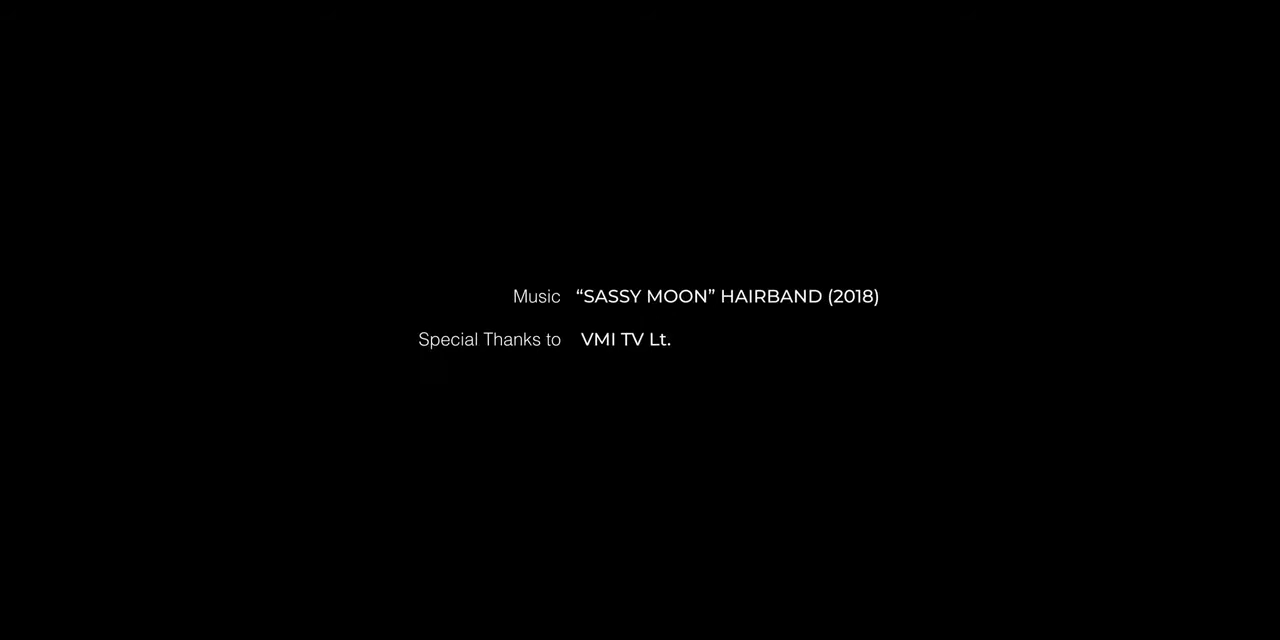 Music “SASSY MOON” HAIRBAND (2018)
Special Thanks to VMI TV Lt.